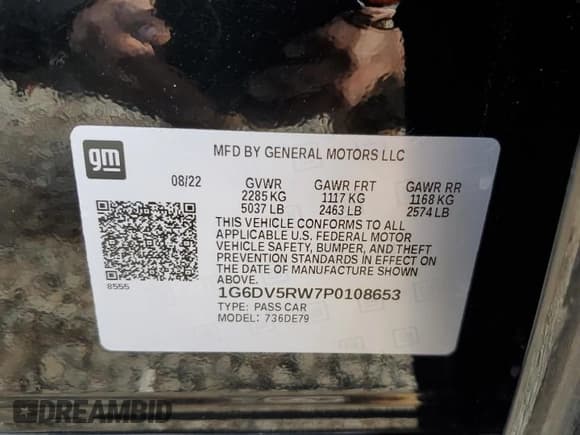 gm
MFD BY GENERAL MOTORS LLC
08/22 GVWR GAWR FRT GAWR RR
2285 KG 1117 KG 1168 KG
5037 LB 2463 LB 2574 LB
THIS VEHICLE CONFORMS TO ALL
APPLICABLE U.S. FEDERAL MOTOR
VEHICLE SAFETY, BUMPER, AND THEFT
PREVENTION STANDARDS IN EFFECT ON
THE DATE OF MANUFACTURE SHOWN
ABOVE.
8555
1G6DV5RW7P0108653
TYPE: PASS CAR
MODEL: 736DE79
DREAMBID